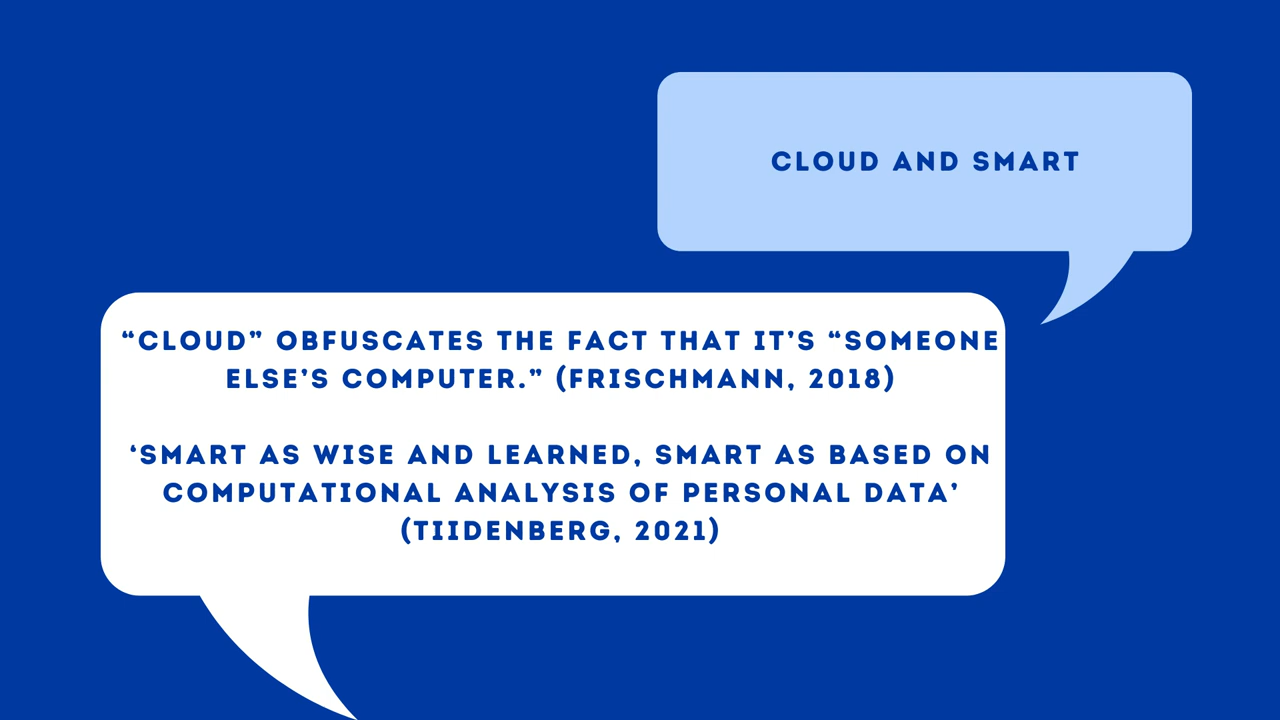 CLOUD AND SMART
“CLOUD” OBFUSCATES THE FACT THAT IT’S “SOMEONE
ELSE’S COMPUTER.” (FRISCHMANN, 2018)
‘SMART AS WISE AND LEARNED, SMART AS BASED ON
COMPUTATIONAL ANALYSIS OF PERSONAL DATA’
(TIIDENBERG, 2021)